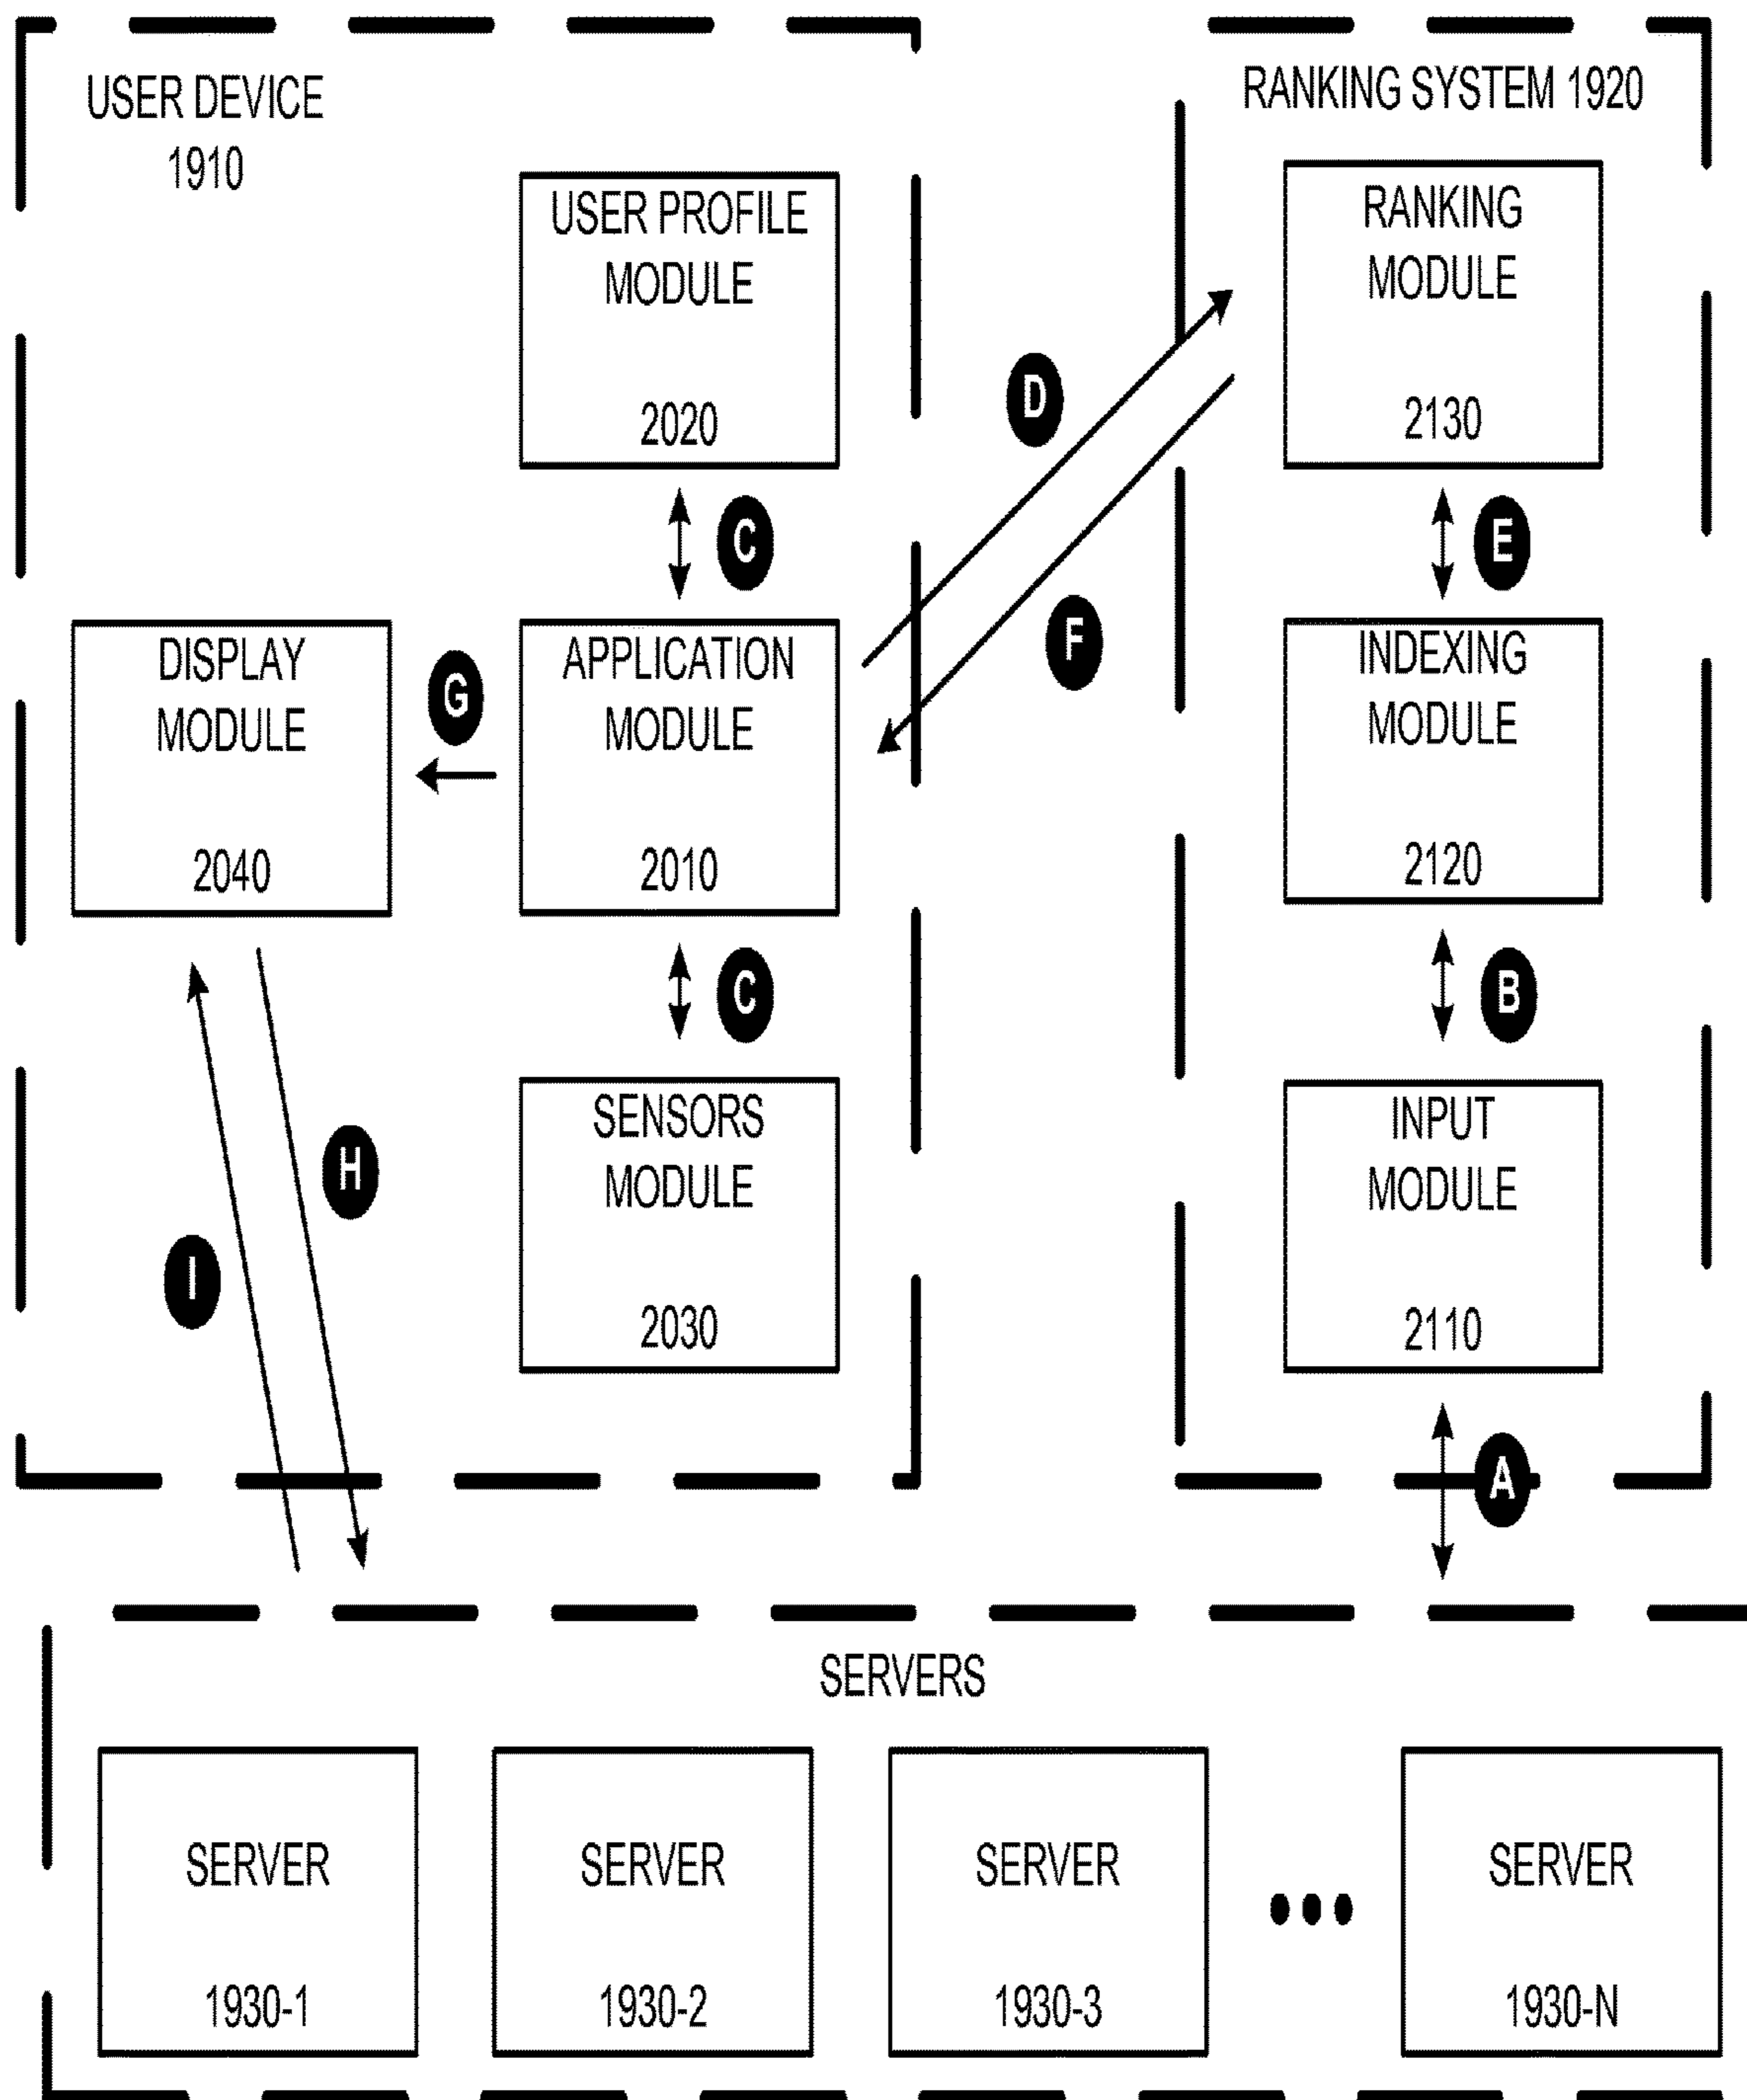 USER DEVICE
1910
RANKING SYSTEM 1920
USER PROFILE
MODULE
2020
RANKING
MODULE
2130
D
C
E
F
DISPLAY
MODULE
2040
G
APPLICATION
MODULE
2010
INDEXING
MODULE
2120
C
B
H
I
SENSORS
MODULE
2030
INPUT
MODULE
2110
A
SERVERS
SERVER
1930-1
SERVER
1930-2
SERVER
1930-3
•••
SERVER
1930-N